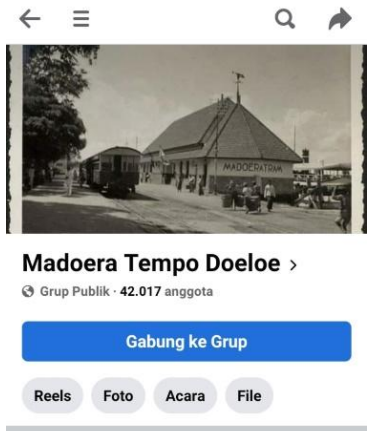 MADOERATRAM
Madoera Tempo Doeloe
Grup Publik · 42.017 anggota
Gabung ke Grup
Reels
Foto
Acara
File